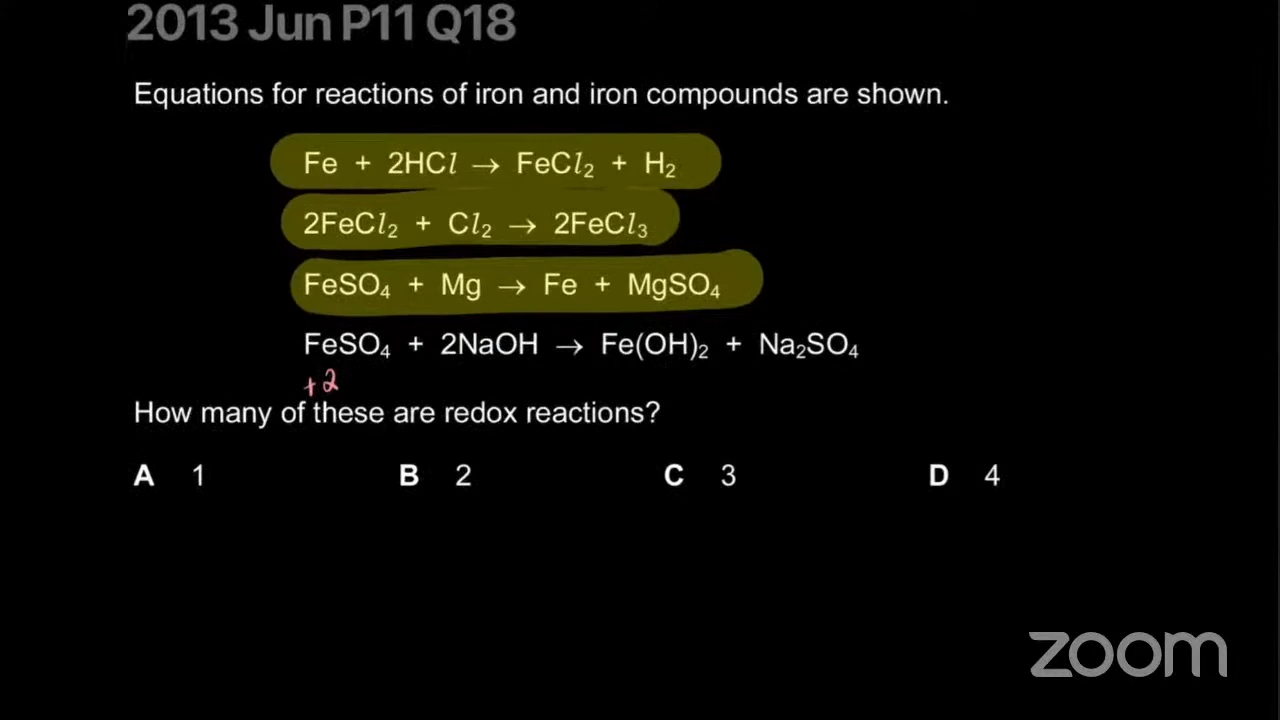 2013 Jun P11 Q18
Equations for reactions of iron and iron compounds are shown.
Fe + 2HCl → FeCl₂ + H₂
2FeCl₂ + Cl₂ → 2FeCl₃
FeSO₄ + Mg → Fe + MgSO₄
FeSO₄ + 2NaOH → Fe(OH)₂ + Na₂SO₄
+2
How many of these are redox reactions?
A 1 B 2 C 3 D 4
zoom